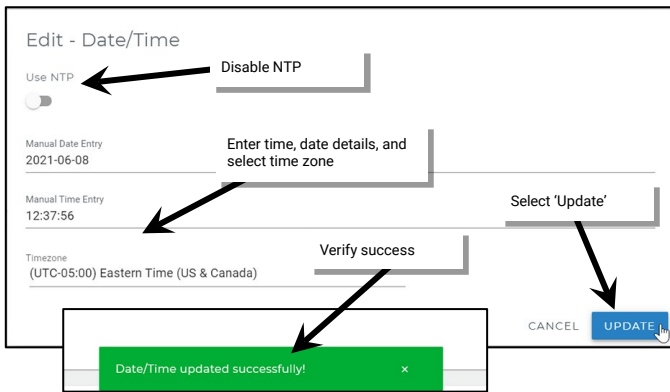 Edit - Date/Time
Use NTP
Disable NTP
Manual Date Entry
2021-06-08
Enter time, date details, and
select time zone
Manual Time Entry
12:37:56
Select ‘Update’
Timezone
(UTC-05:00) Eastern Time (US & Canada)
Verify success
CANCEL UPDATE
Date/Time updated successfully! ×